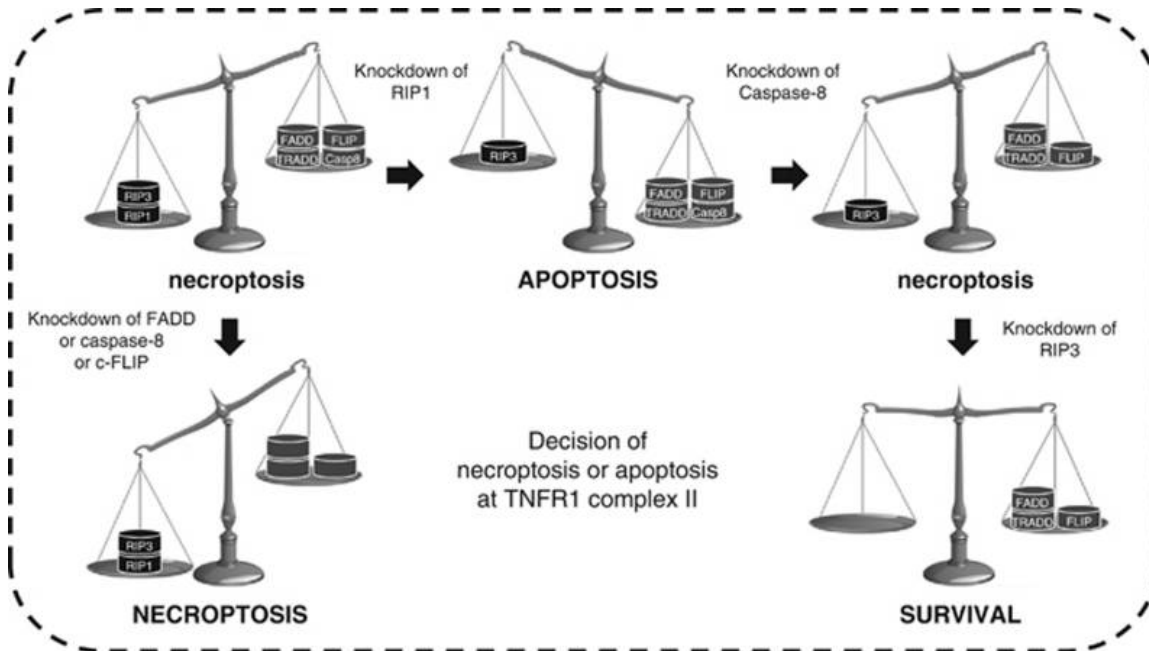 FADD FLIP
TRADD Casp8
RIP3
RIP1
necroptosis
Knockdown of
RIP1
RIP3
FADD FLIP
TRADD Casp8
APOPTOSIS
Knockdown of
Caspase-8
FADD
TRADD FLIP
RIP3
necroptosis
Knockdown of FADD
or caspase-8
or c-FLIP
RIP3
RIP1
NECROPTOSIS
Decision of
necroptosis or apoptosis
at TNFR1 complex II
Knockdown of
RIP3
FADD
TRADD FLIP
SURVIVAL